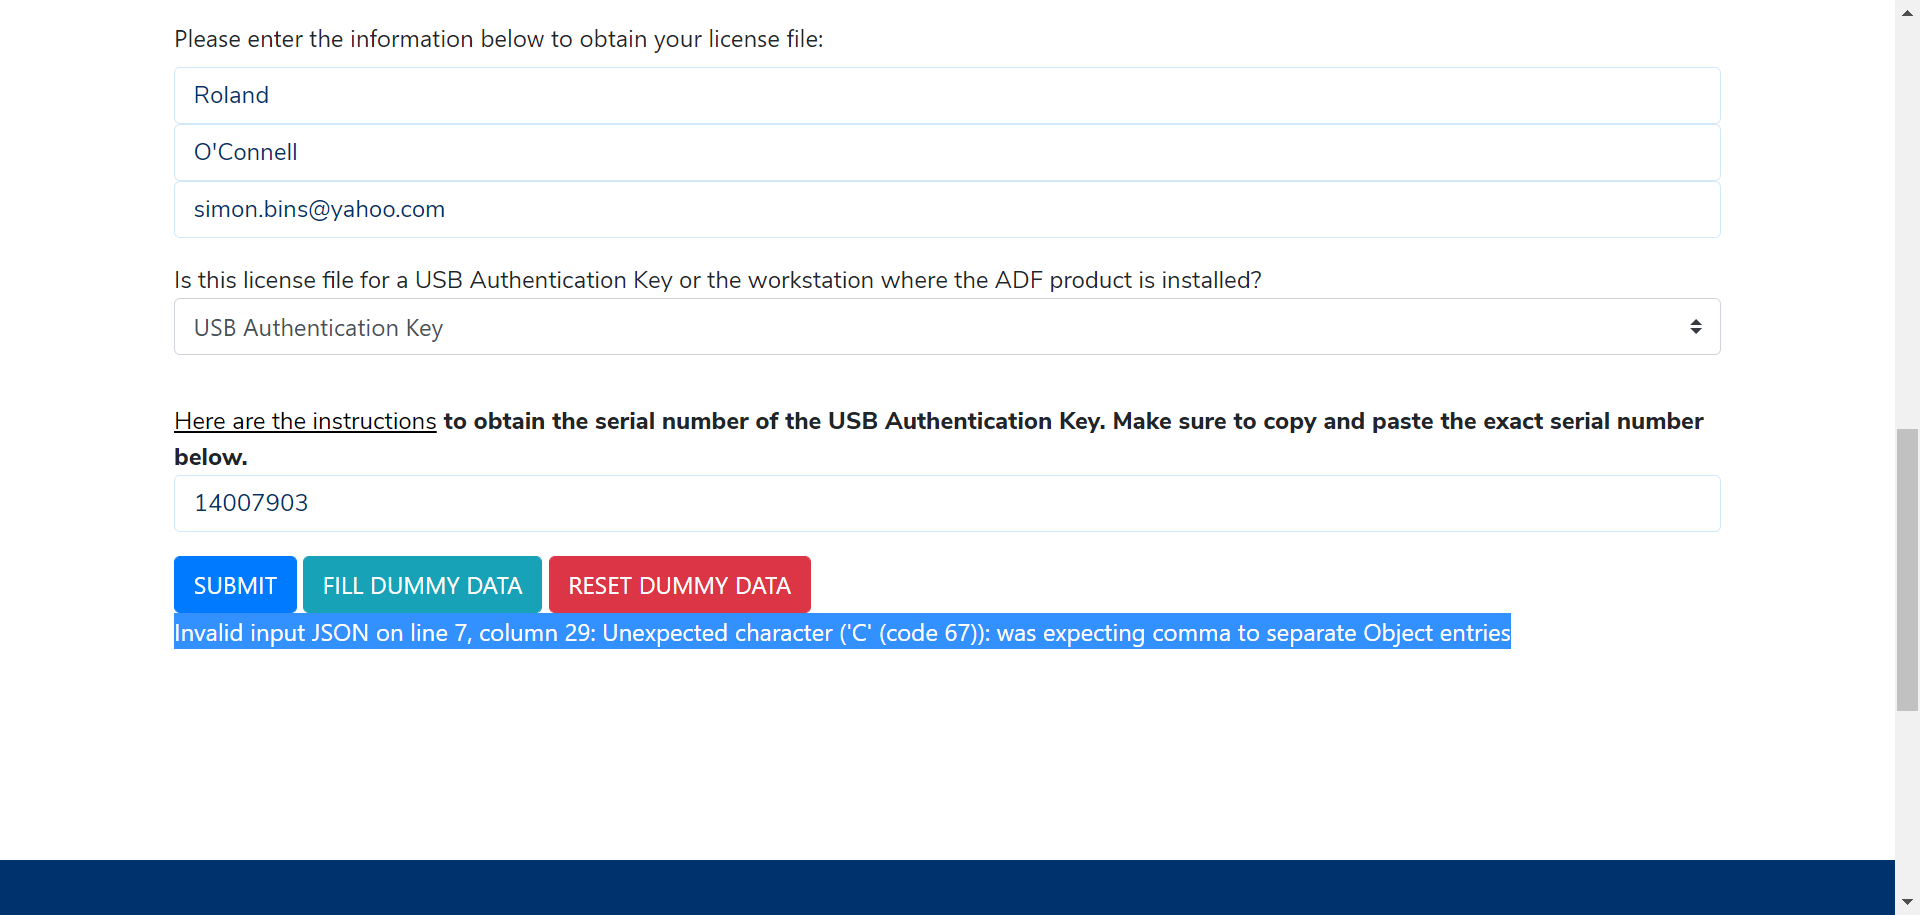 Please enter the information below to obtain your license file:
Roland
O'Connell
simon.bins@yahoo.com
Is this license file for a USB Authentication Key or the workstation where the ADF product is installed?
USB Authentication Key
Here are the instructions to obtain the serial number of the USB Authentication Key. Make sure to copy and paste the exact serial number
below.
14007903
SUBMIT FILL DUMMY DATA RESET DUMMY DATA
Invalid input JSON on line 7, column 29: Unexpected character ('C' (code 67)): was expecting comma to separate Object entries